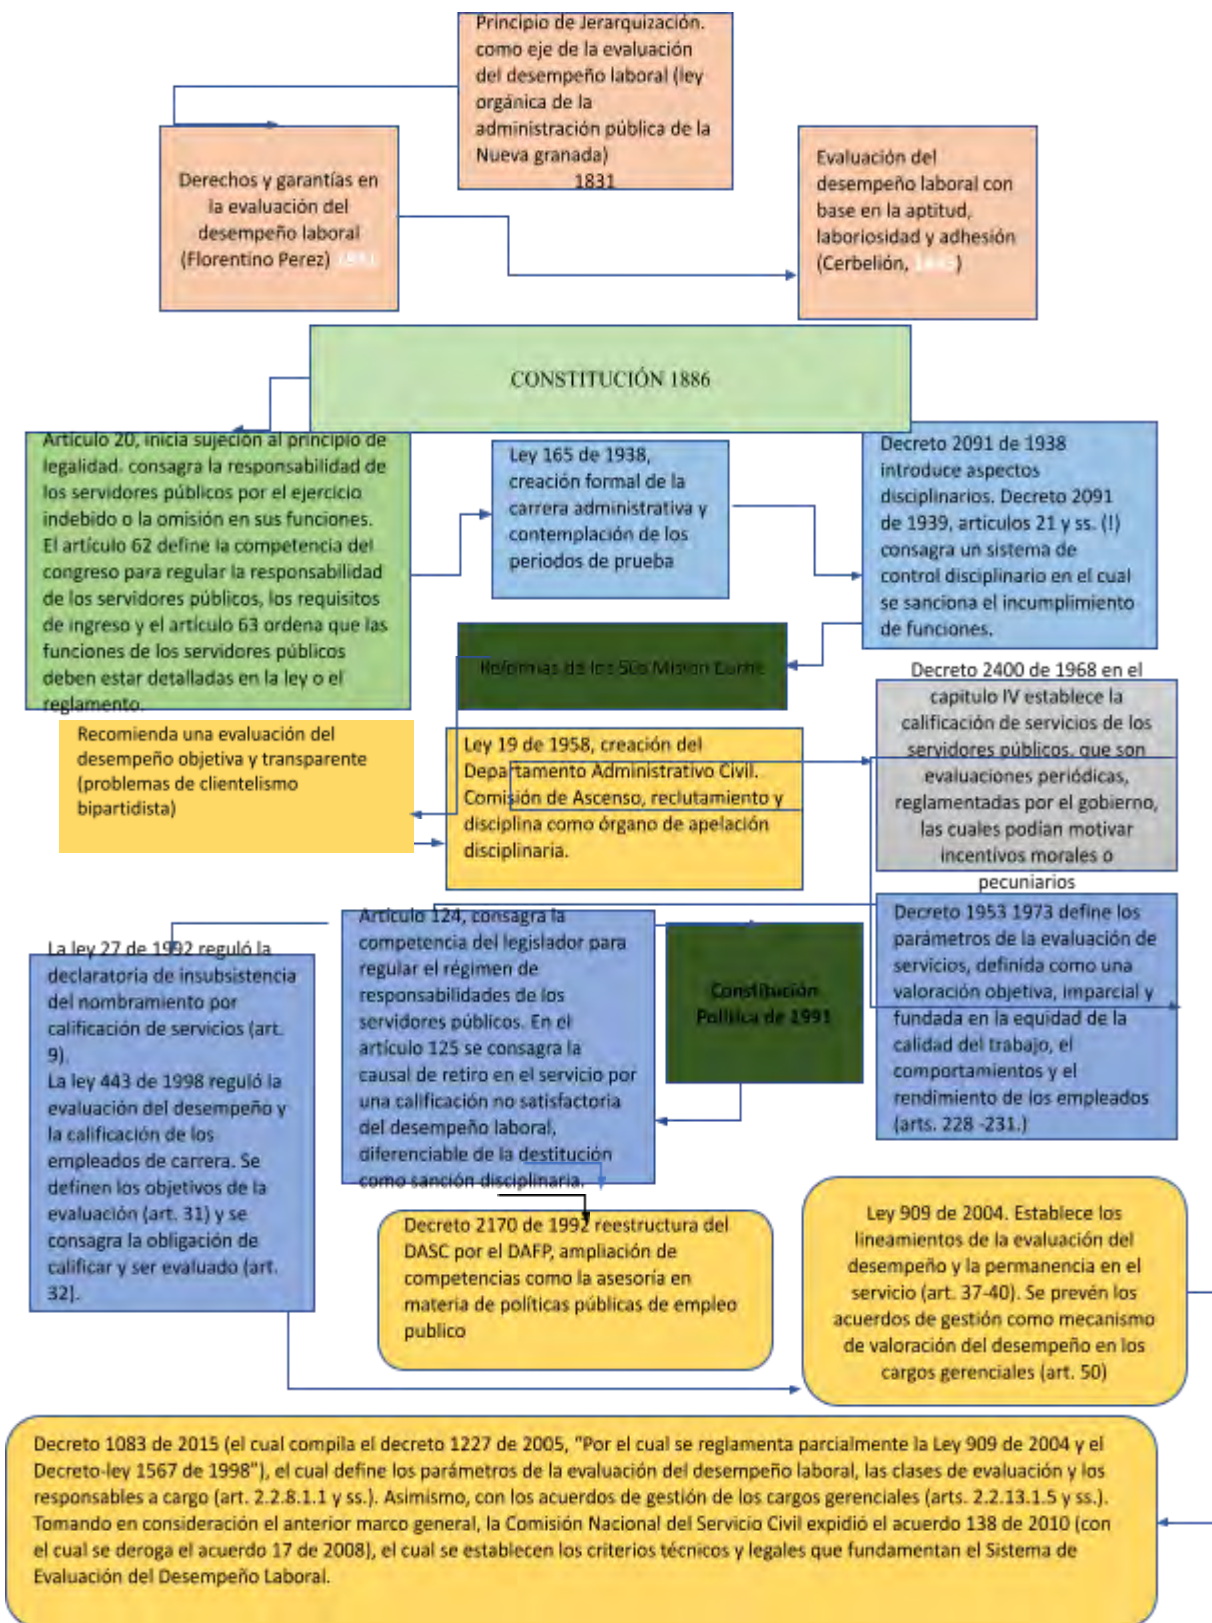 Principio de Jerarquización.
como eje de la evaluación
del desempeño laboral (ley
orgánica de la
administración pública de la
Nueva granada)
1831
Derechos y garantías en
la evaluación del
desempeño laboral
(Florentino Perez)
Evaluación del
desempeño laboral con
base en la aptitud,
laboriosidad y adhesión
(Cerbelión, )
CONSTITUCIÓN 1886
Artículo 20, inicia sujeción al principio de
legalidad. consagra la responsabilidad de
los servidores públicos por el ejercicio
indebido o la omisión en sus funciones.
El artículo 62 define la competencia del
congreso para regular la responsabilidad
de los servidores públicos, los requisitos
de ingreso y el artículo 63 ordena que las
funciones de los servidores públicos
deben estar detalladas en la ley o el
reglamento.
Ley 165 de 1938,
creación formal de la
carrera administrativa y
contemplación de los
periodos de prueba
Decreto 2091 de 1938
introduce aspectos
disciplinarios. Decreto 2091
de 1939, artículos 21 y ss. (!)
consagra un sistema de
control disciplinario en el cual
se sanciona el incumplimiento
de funciones.
Reformas de los 50s Mision Currie
Decreto 2400 de 1968 en el
capitulo IV establece la
calificación de servicios de los
servidores públicos, que son
evaluaciones periódicas,
reglamentadas por el gobierno,
las cuales podían motivar
incentivos morales o
pecuniarios
Recomienda una evaluación del
desempeño objetiva y transparente
(problemas de clientelismo
bipartidista)
Ley 19 de 1958, creación del
Departamento Administrativo Civil.
Comisión de Ascenso, reclutamiento y
disciplina como órgano de apelación
disciplinaria.
Decreto 1953 1973 define los
parámetros de la evaluación de
servicios, definida como una
valoración objetiva, imparcial y
fundada en la equidad de la
calidad del trabajo, el
comportamientos y el
rendimiento de los empleados
(arts. 228 -231.)
Constitución
Política de 1991
Artículo 124, consagra la
competencia del legislador para
regular el régimen de
responsabilidades de los
servidores públicos. En el
artículo 125 se consagra la
causal de retiro en el servicio por
una calificación no satisfactoria
del desempeño laboral,
diferenciable de la destitución
como sanción disciplinaria.
La ley 27 de 1992 reguló la
declaratoria de insubsistencia
del nombramiento por
calificación de servicios (art.
9).
La ley 443 de 1998 reguló la
evaluación del desempeño y
la calificación de los
empleados de carrera. Se
definen los objetivos de la
evaluación (art. 31) y se
consagra la obligación de
calificar y ser evaluado (art.
32).
Decreto 2170 de 1992 reestructura del
DASC por el DAFP, ampliación de
competencias como la asesoría en
materia de políticas públicas de empleo
publico
Ley 909 de 2004. Establece los
lineamientos de la evaluación del
desempeño y la permanencia en el
servicio (art. 37-40). Se prevén los
acuerdos de gestión como mecanismo
de valoración del desempeño en los
cargos gerenciales (art. 50)
Decreto 1083 de 2015 (el cual compila el decreto 1227 de 2005, "Por el cual se reglamenta parcialmente la Ley 909 de 2004 y el
Decreto-ley 1567 de 1998"), el cual define los parámetros de la evaluación del desempeño laboral, las clases de evaluación y los
responsables a cargo (art. 2.2.8.1.1 y ss.). Asimismo, con los acuerdos de gestión de los cargos gerenciales (arts. 2.2.13.1.5 y ss.).
Tomando en consideración el anterior marco general, la Comisión Nacional del Servicio Civil expidió el acuerdo 138 de 2010 (con
el cual se deroga el acuerdo 17 de 2008), el cual se establecen los criterios técnicos y legales que fundamentan el Sistema de
Evaluación del Desempeño Laboral.